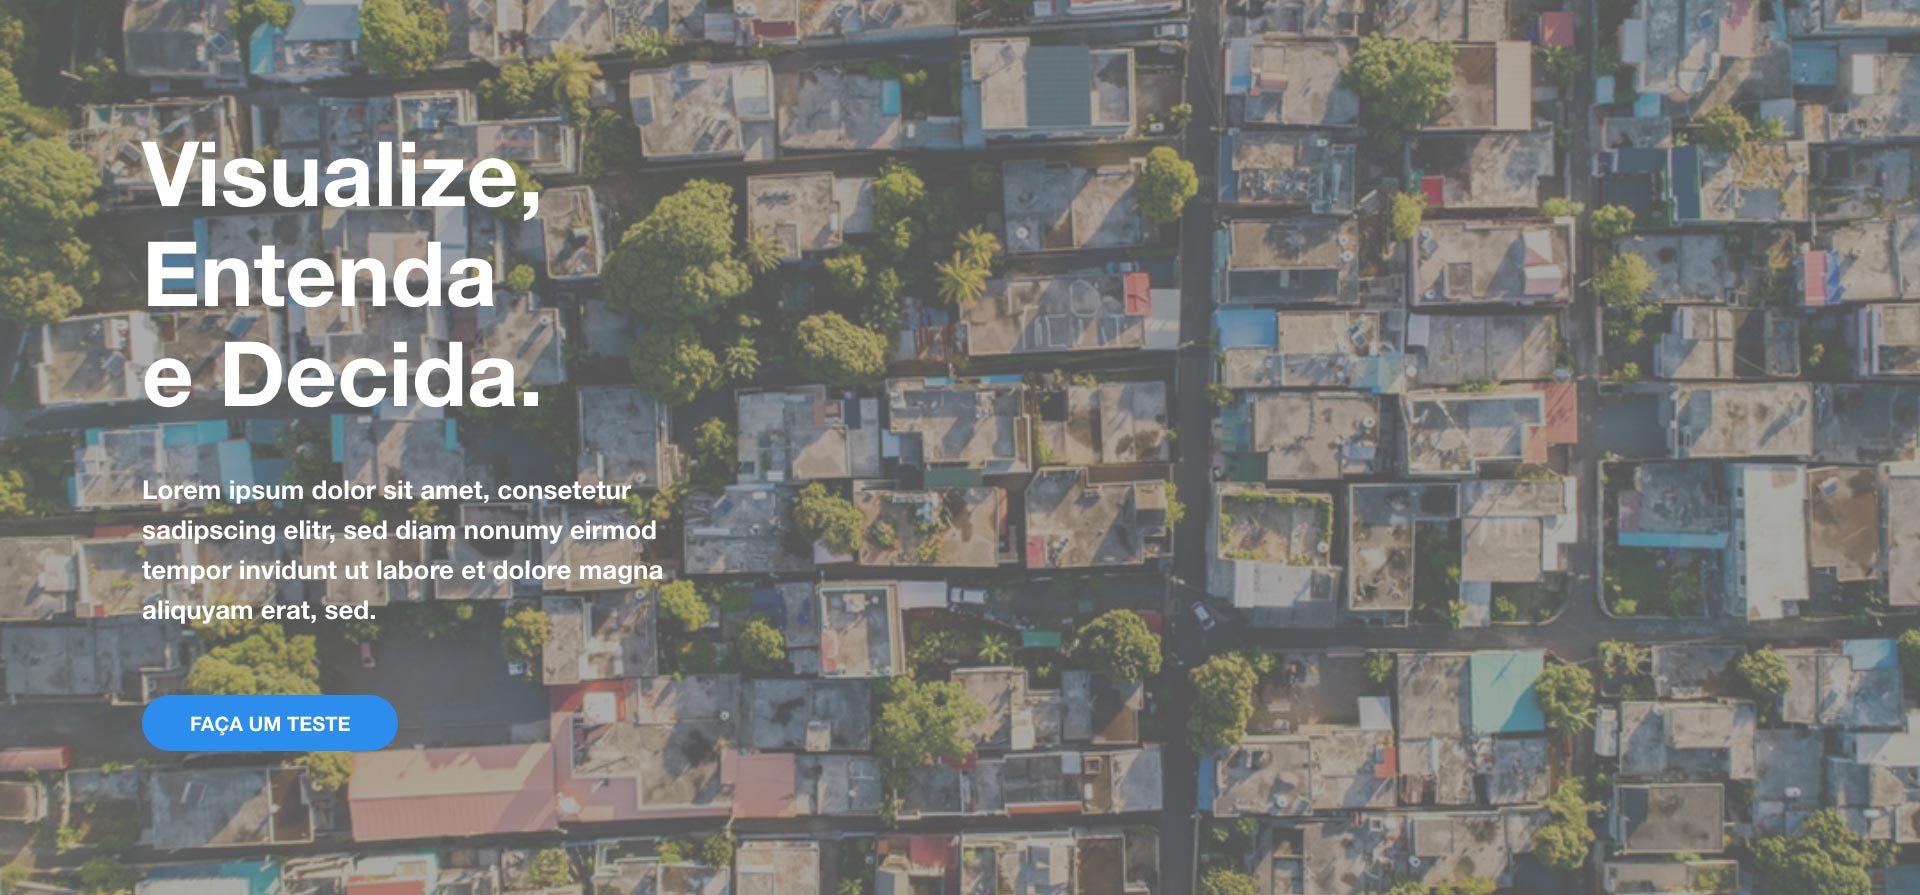 Visualize,
Entenda
e Decida.
Lorem ipsum dolor sit amet, consetetur
sadipscing elitr, sed diam nonumy eirmod
tempor invidunt ut labore et dolore magna
aliquyam erat, sed.
FAÇA UM TESTE